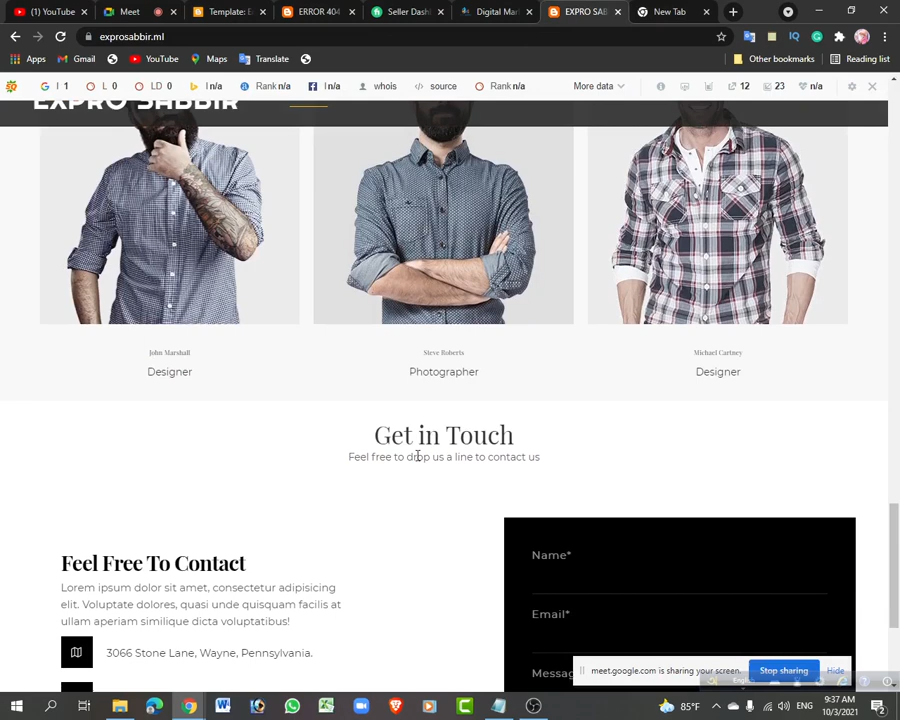 (1) YouTube
Meet
Template: E
ERROR 404
Seller Dash
Digital Mar
EXPRO SAB
New Tab
exprosabbir.ml
Apps
Gmail
YouTube
Maps
Translate
Other bookmarks
Reading list
I 1
L 0
LD 0
I n/a
Rank n/a
I n/a
whois
source
Rank n/a
More data
12
23
n/a
EXPRO SABBIR
John Marshall
Steve Roberts
Michael Cartney
Designer
Photographer
Designer
Get in Touch
Feel free to drop us a line to contact us
Feel Free To Contact
Lorem ipsum dolor sit amet, consectetur adipisicing
elit. Voluptate dolores, quasi unde quisquam facilis at
ullam aperiam similique dicta voluptatibus!
3066 Stone Lane, Wayne, Pennsylvania.
Name*
Email*
Messag
meet.google.com is sharing your screen.
Stop sharing
Hide
English
85°F
ENG
9:37 AM
10/3/2021